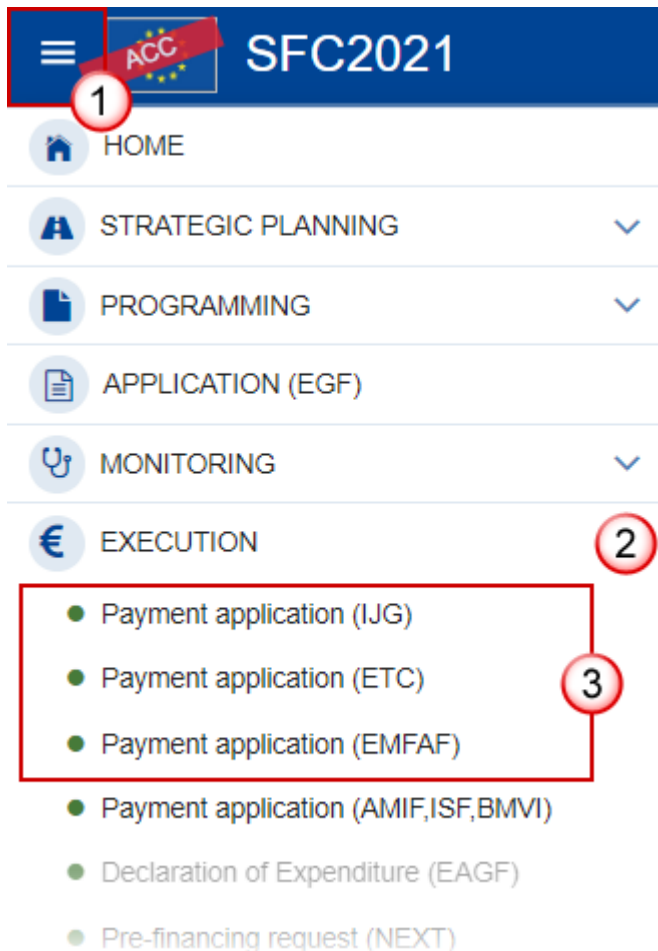 ACC
SFC2021
1
HOME
STRATEGIC PLANNING
PROGRAMMING
APPLICATION (EGF)
MONITORING
€ EXECUTION
2
Payment application (IJG)
Payment application (ETC)
3
Payment application (EMFAF)
Payment application (AMIF,ISF,BMVI)
Declaration of Expenditure (EAGF)
Pre-financing request (NEXT)